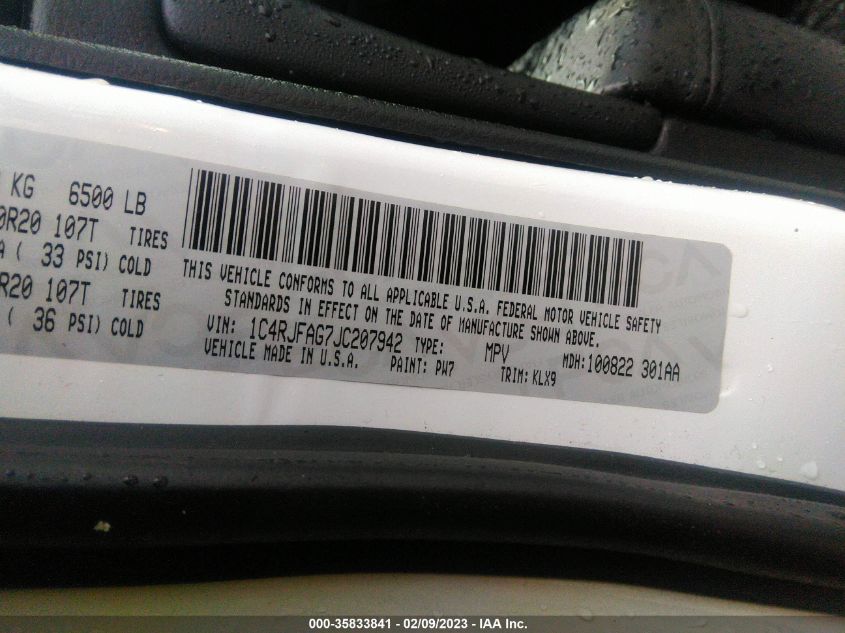 KG 6500 LB
R20 107T TIRES
( 33 PSI) COLD
R20 107T TIRES
( 36 PSI) COLD
THIS VEHICLE CONFORMS TO ALL APPLICABLE U.S.A. FEDERAL MOTOR VEHICLE SAFETY
STANDARDS IN EFFECT ON THE DATE OF MANUFACTURE SHOWN ABOVE.
VIN: 1C4RJFAG7JC207942 TYPE: MPV MDH:100822 301AA
VEHICLE MADE IN U.S.A. PAINT: PW7 TRIM: KLX9
000-35833841 - 02/09/2023 - © IAA Inc.